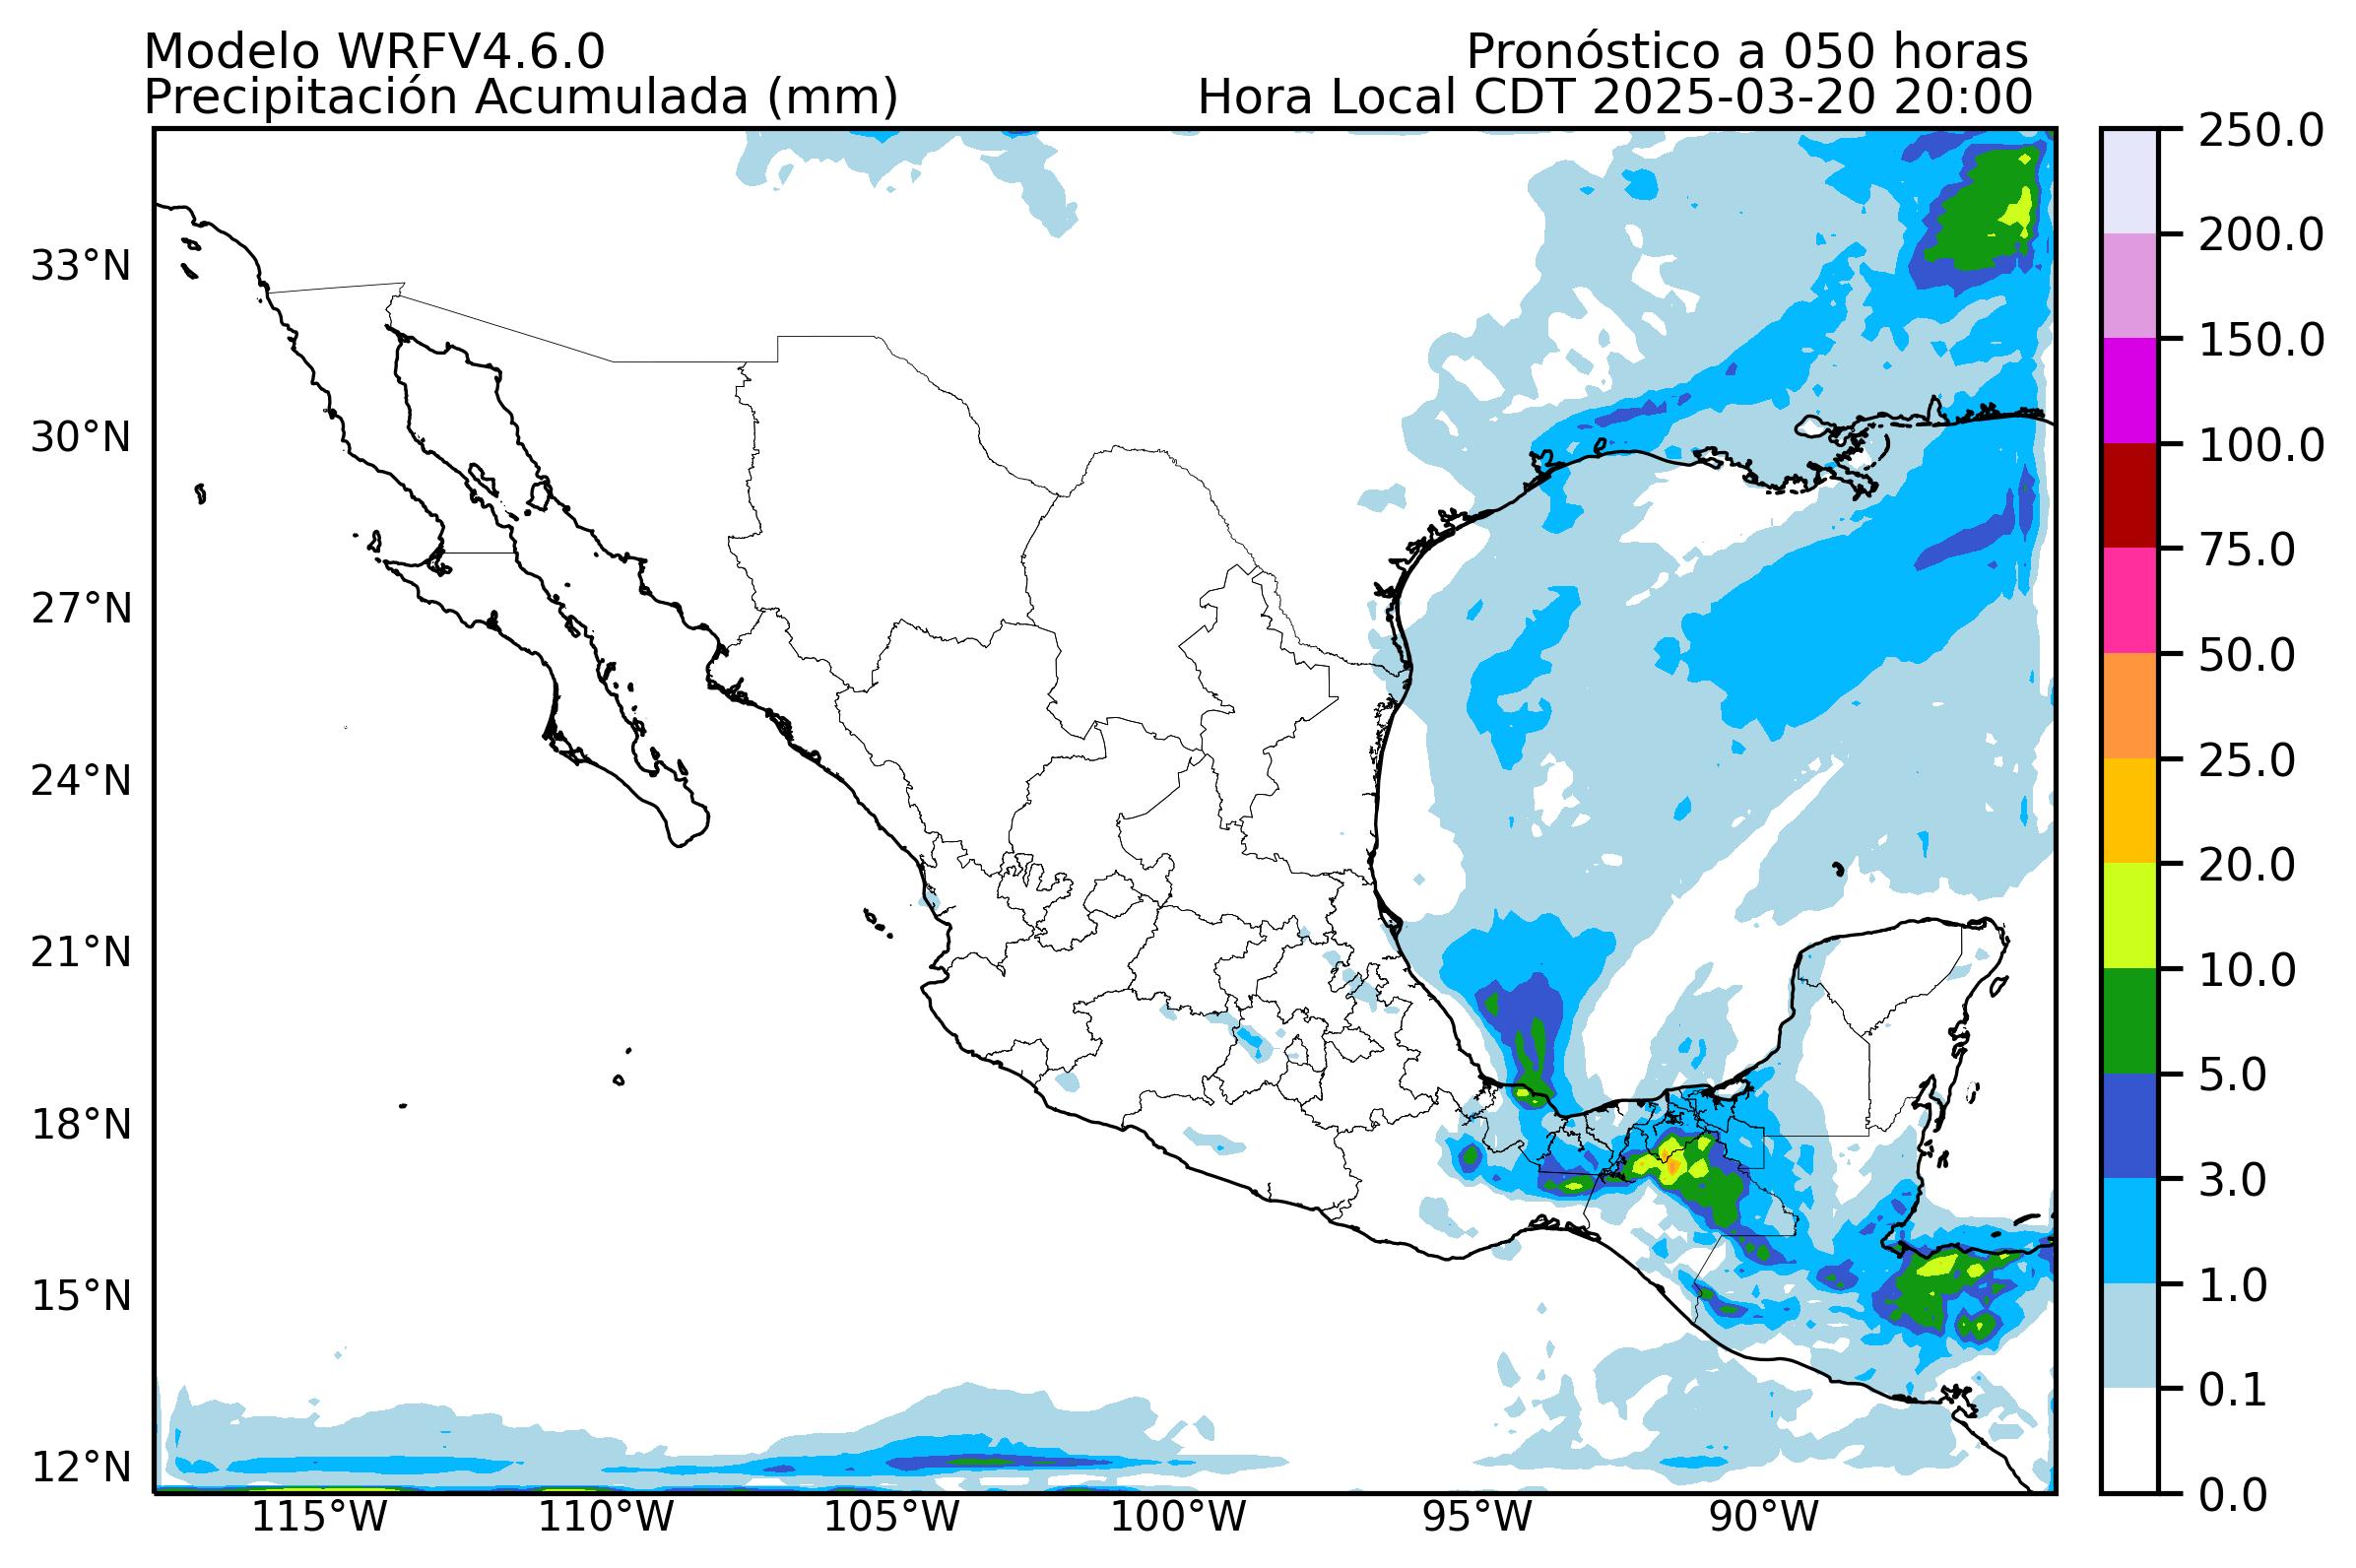 Modelo WRFV4.6.0
Pronóstico a 050 horas
Precipitación Acumulada (mm)
Hora Local CDT 2025-03-20 20:00
33°N
30°N
27°N
24°N
21°N
18°N
15°N
12°N
115°W
110°W
105°W
100°W
95°W
90°W
250.0
200.0
150.0
100.0
75.0
50.0
25.0
20.0
10.0
5.0
3.0
1.0
0.1
0.0